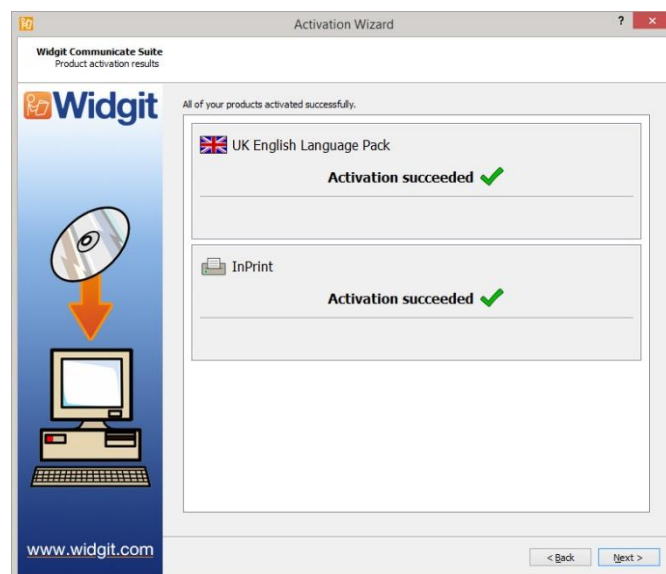 Activation Wizard
?
Widgit Communicate Suite
Product activation results
Widgit
All of your products activated successfully.
UK English Language Pack
Activation succeeded
InPrint
Activation succeeded
www.widgit.com
< Back
Next >